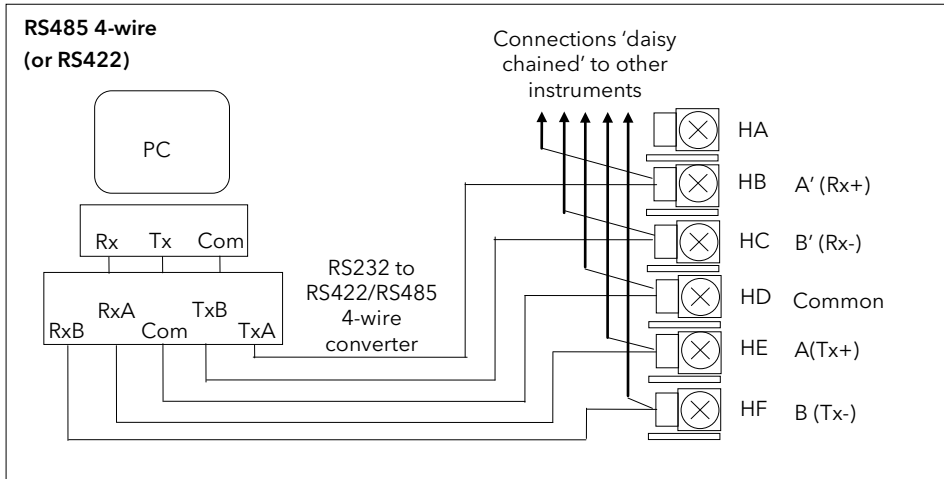 RS485 4-wire
(or RS422)
Connections ‘daisy
chained’ to other
instruments
PC
Rx Tx Com
RS232 to
RS422/RS485
4-wire
converter
RxB RxA Com TxB TxA
HA
HB A’ (Rx+)
HC B’ (Rx-)
HD Common
HE A(Tx+)
HF B (Tx-)